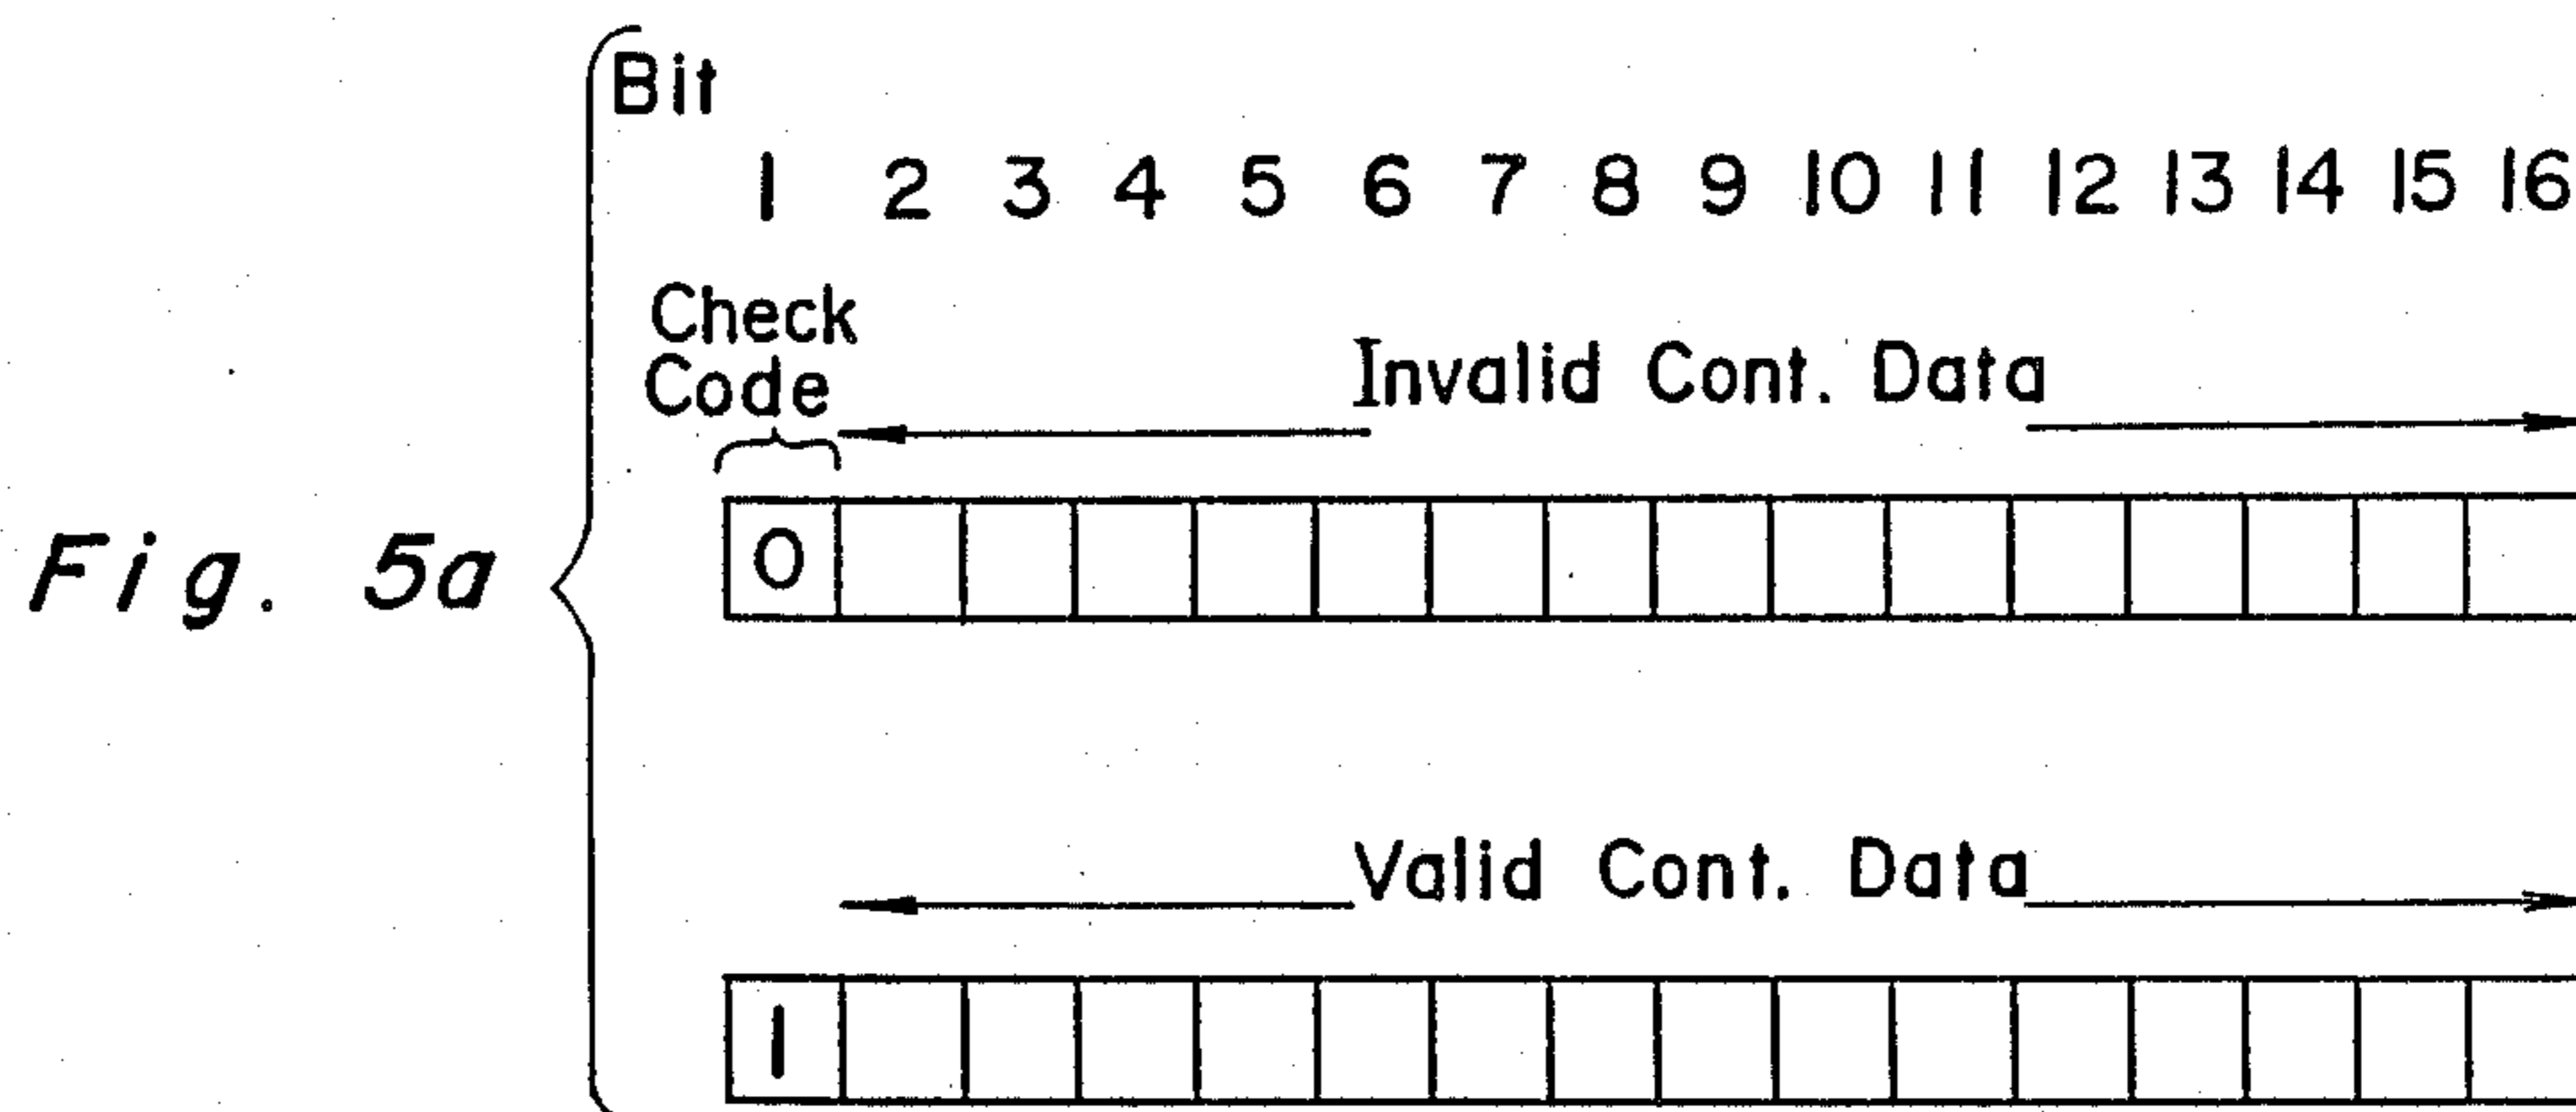 Bit
1 2 3 4 5 6 7 8 9 10 11 12 13 14 15 16
Check
Code
Invalid Cont. Data
0
Fig. 5a
Valid Cont. Data
1